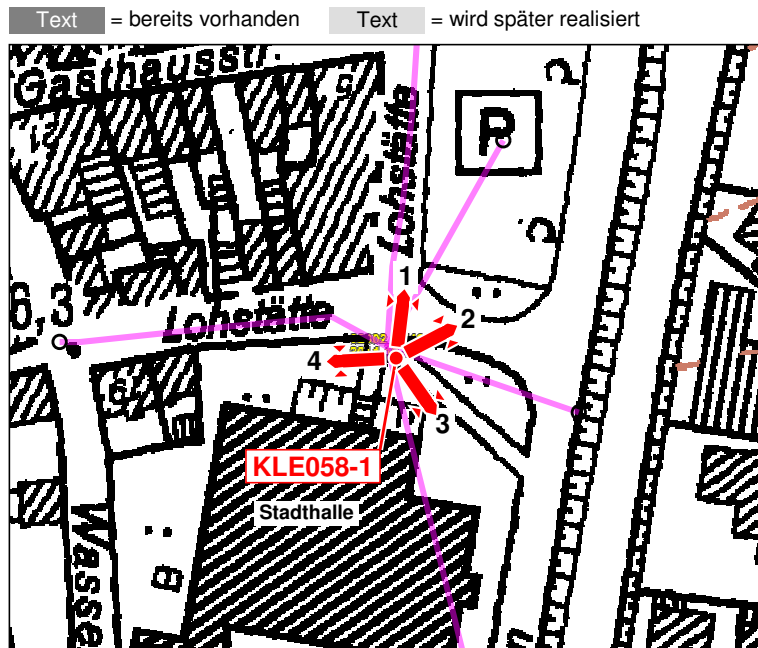 Text = bereits vorhanden Text = wird später realisiert
Gasthausstr.
Lohstätte
P
6,3
Lohstätte
1
2
3
4
KLE058-1
Stadthalle
Wasse